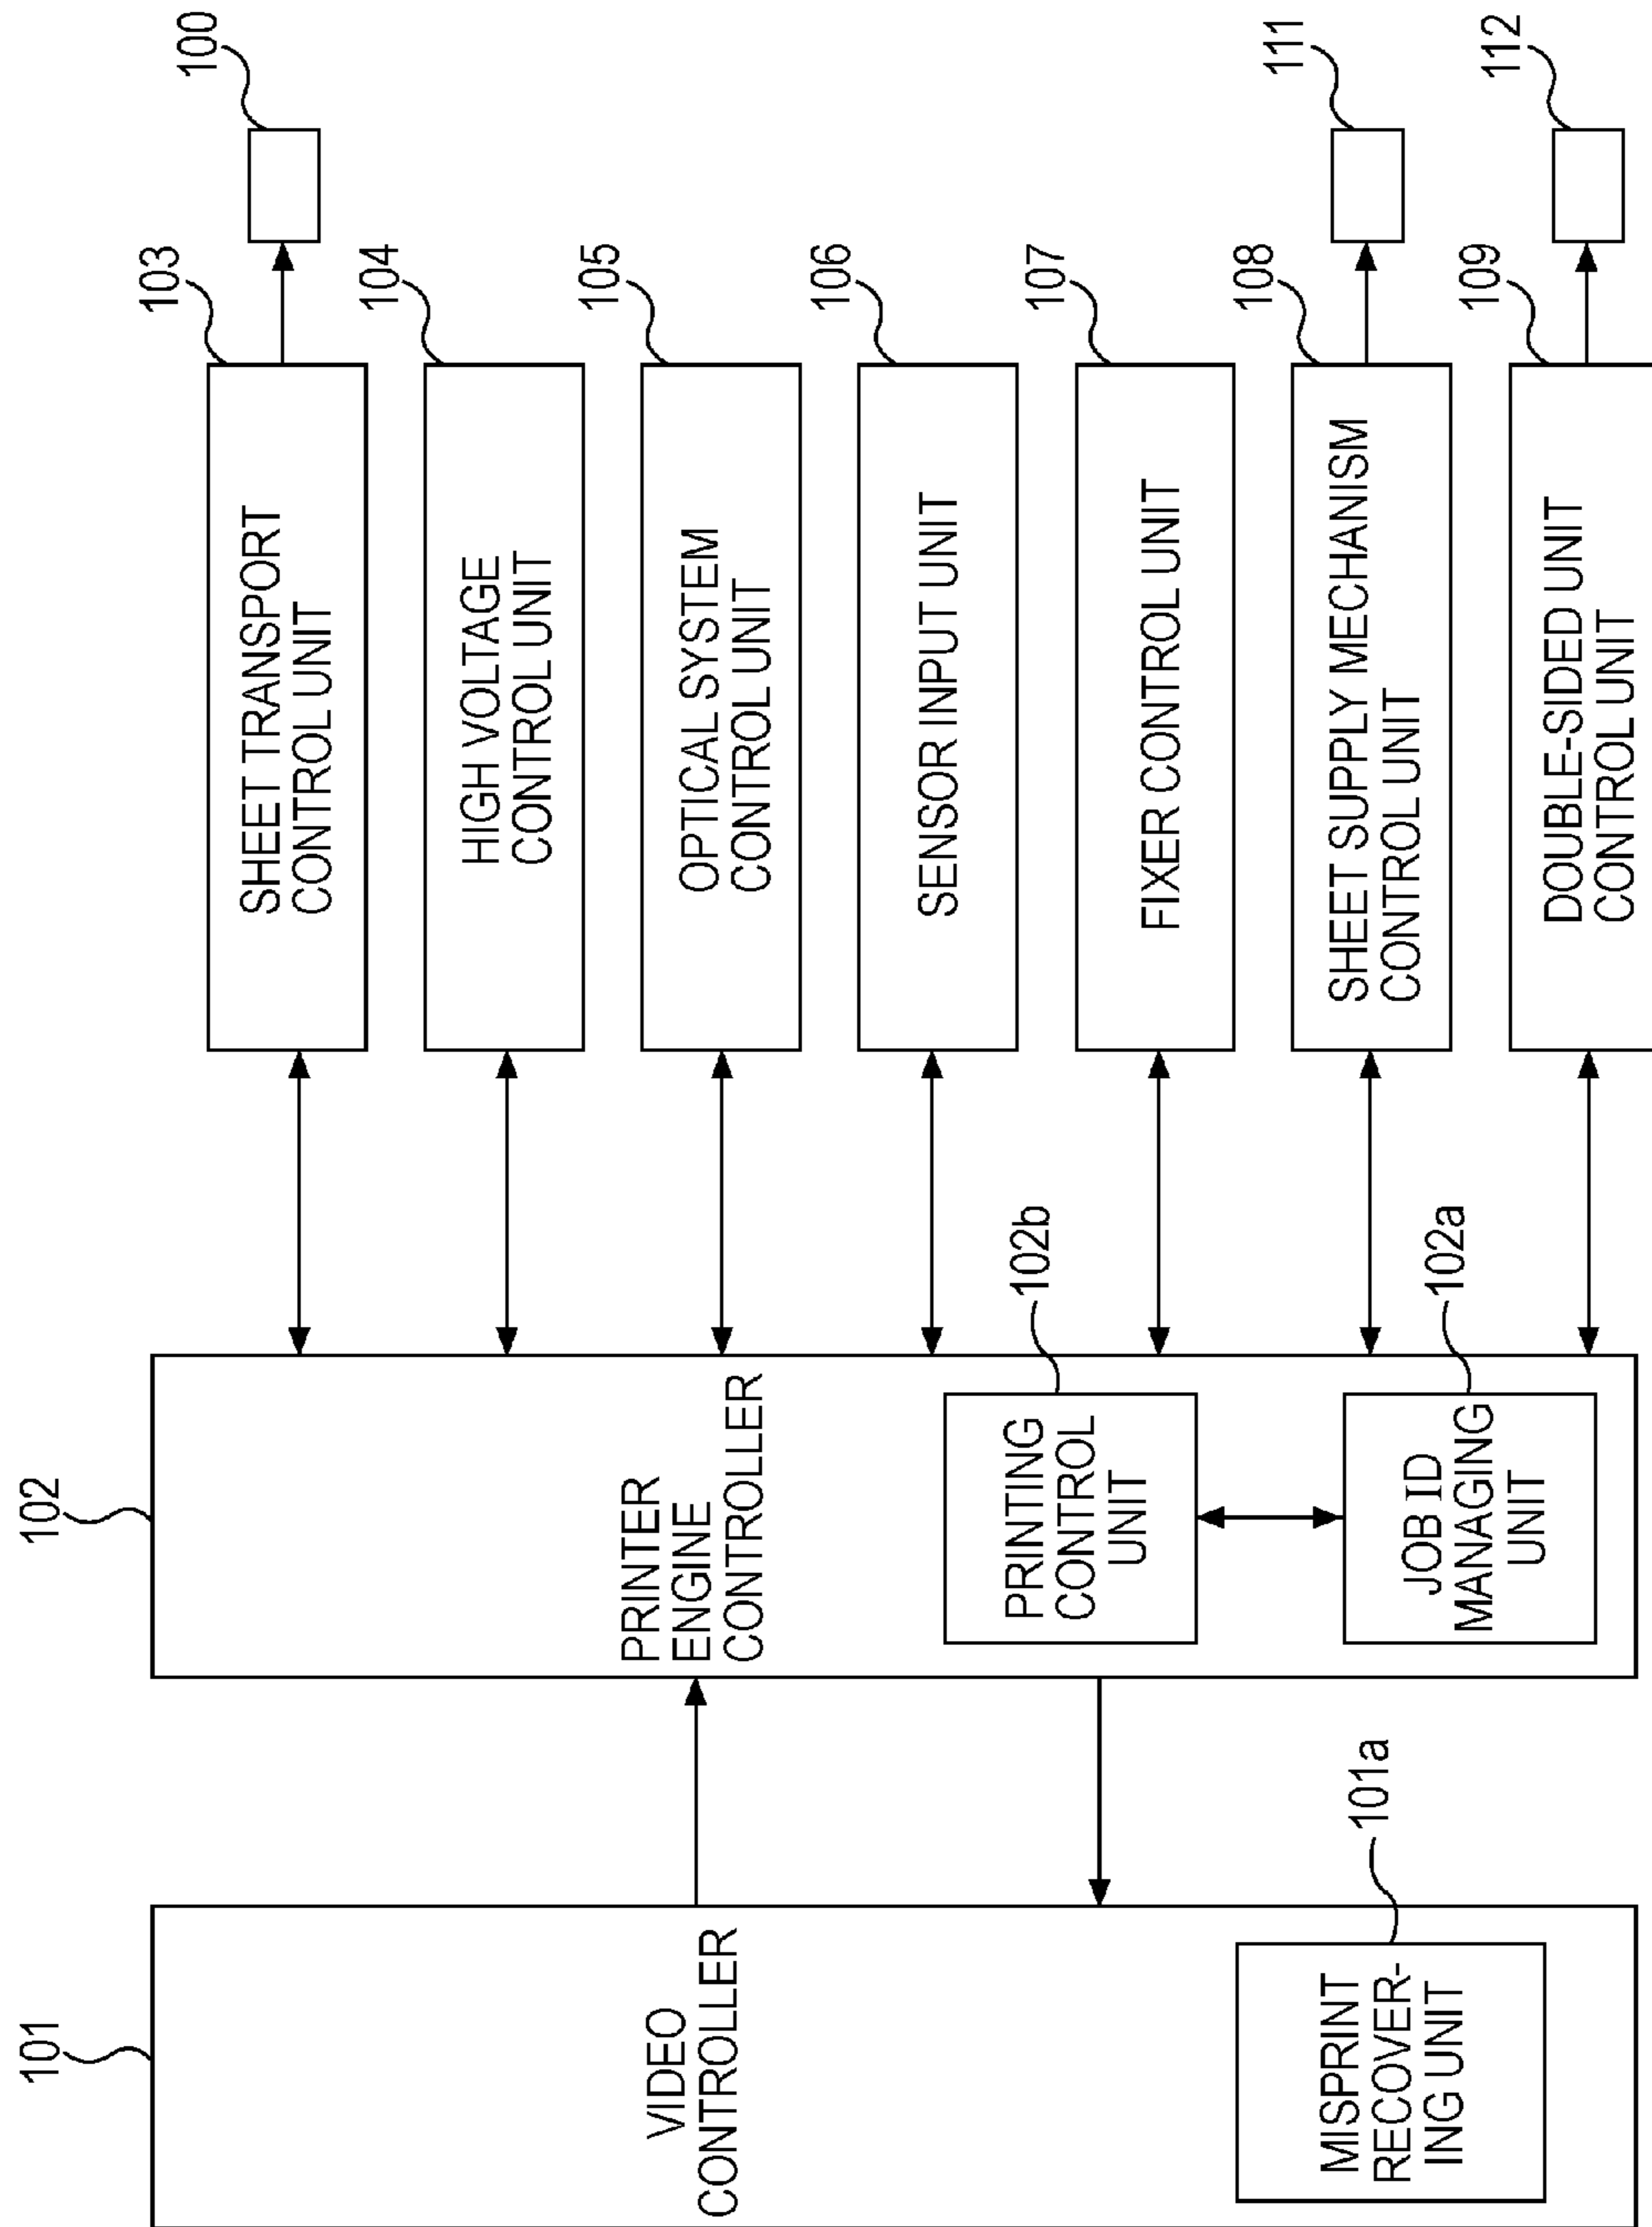 101
VIDEO
CONTROLLER
101a
MISPRINT
RECOVER-
ING UNIT
102
PRINTER
ENGINE
CONTROLLER
102b
PRINTING
CONTROL
UNIT
102a
JOB ID
MANAGING
UNIT
103
SHEET TRANSPORT
CONTROL UNIT
100
104
HIGH VOLTAGE
CONTROL UNIT
105
OPTICAL SYSTEM
CONTROL UNIT
106
SENSOR INPUT UNIT
107
FIXER CONTROL UNIT
108
SHEET SUPPLY MECHANISM
CONTROL UNIT
111
109
DOUBLE-SIDED UNIT
CONTROL UNIT
112